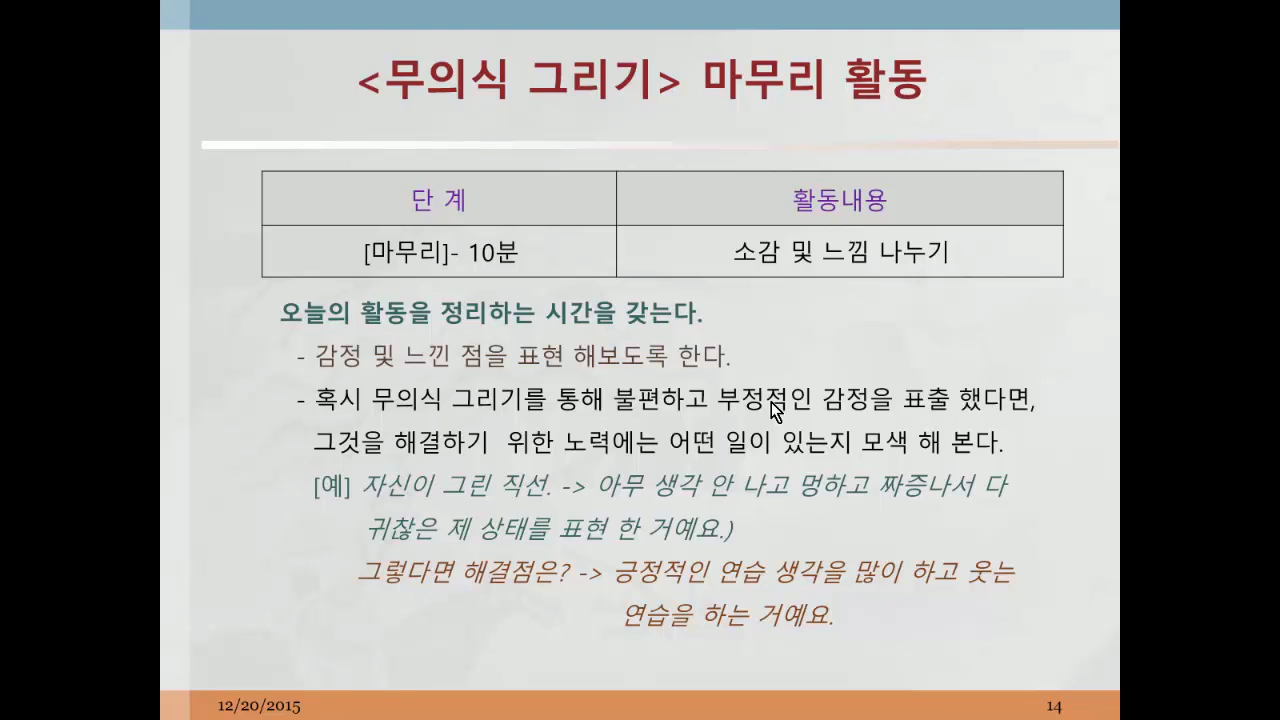 <무의식 그리기> 마무리 활동
단 계 활동내용
[마무리]- 10분 소감 및 느낌 나누기
오늘의 활동을 정리하는 시간을 갖는다.
- 감정 및 느낀 점을 표현 해보도록 한다.
- 혹시 무의식 그리기를 통해 불편하고 부정적인 감정을 표출 했다면,
그것을 해결하기 위한 노력에는 어떤 일이 있는지 모색 해 본다.
[예] 자신이 그린 직선. -> 아무 생각 안 나고 멍하고 짜증나서 다
귀찮은 제 상태를 표현 한 거예요.)
그렇다면 해결점은? -> 긍정적인 연습 생각을 많이 하고 웃는
연습을 하는 거예요.
12/20/2015 14